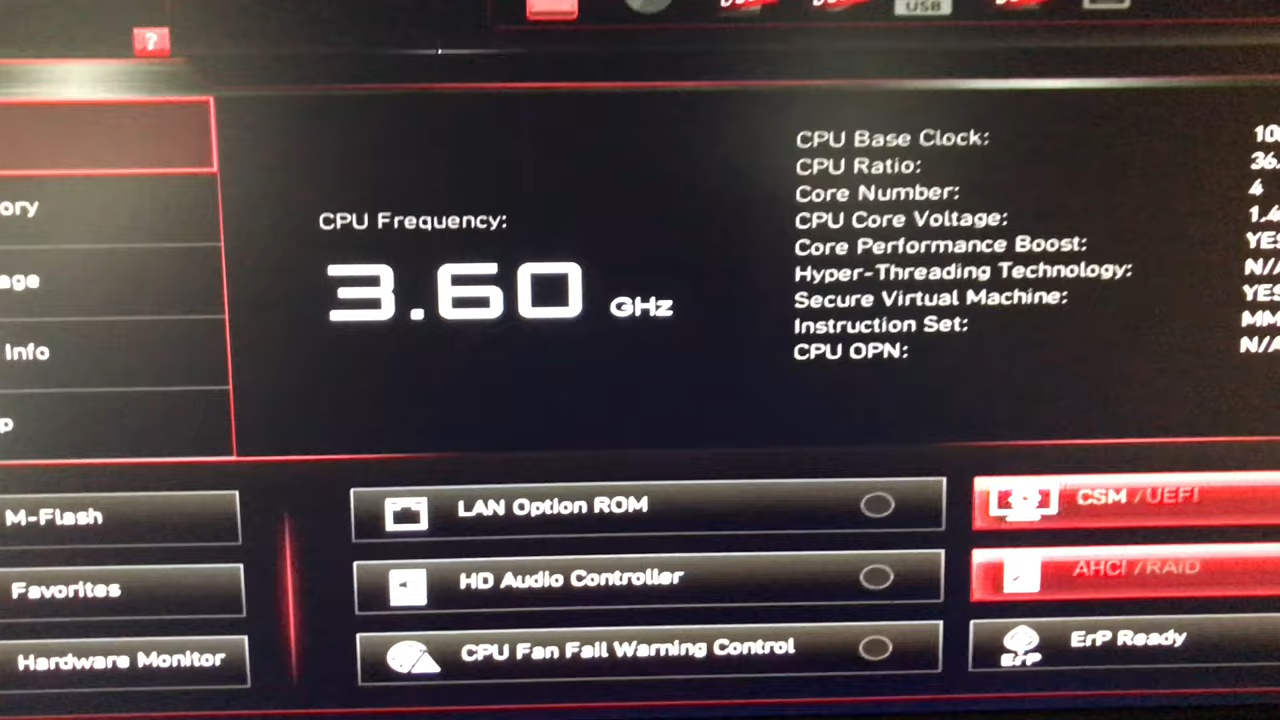 USB
?
CPU Base Clock:
CPU Ratio:
Core Number: 4
CPU Core Voltage:
Core Performance Boost: YES
Hyper-Threading Technology: N/A
Secure Virtual Machine: YES
Instruction Set:
CPU OPN: N/A
CPU Frequency:
3.60 GHz
Info
M-Flash
Favorites
Hardware Monitor
LAN Option ROM
HD Audio Controller
CPU Fan Fail Warning Control
CSM /UEFI
AHCI /RAID
ErP ErP Ready